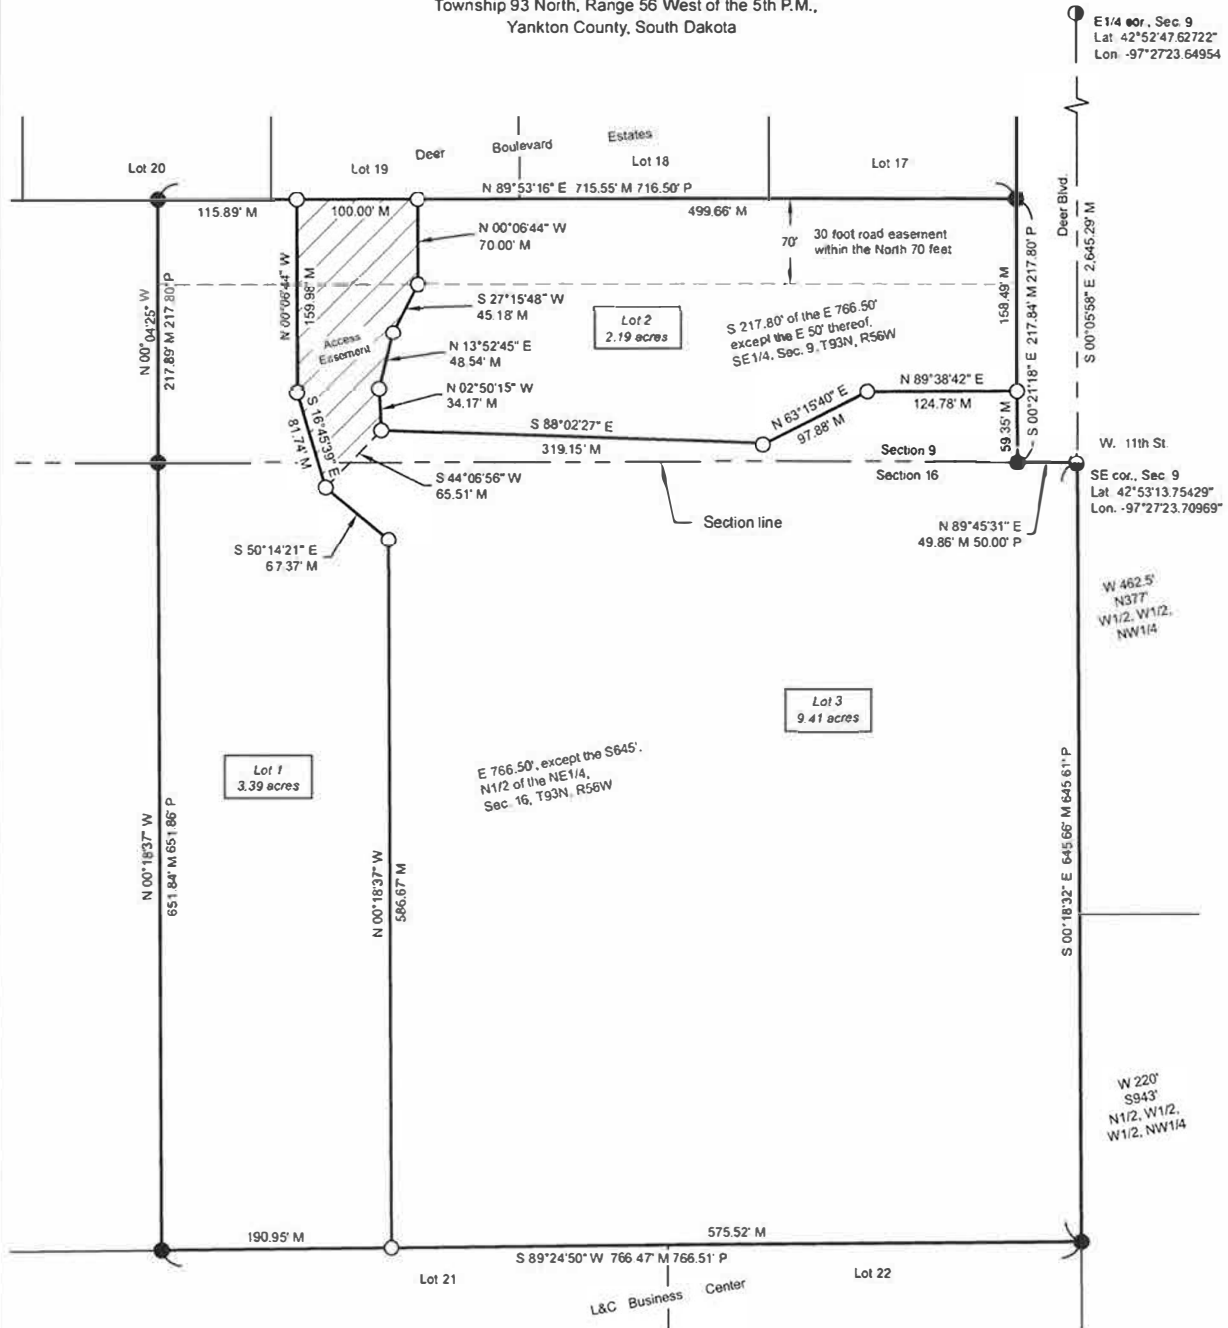 Township 93 North, Range 56 West of the 5th P.M.,
Yankton County, South Dakota
E1/4 cor., Sec. 9
Lat. 42°52'47.62722"
Lon. -97°27'23.64954
Deer Boulevard Estates
Lot 20
Lot 19
Lot 18
Lot 17
N 89°53'16" E 715.55' M 716.50' P
115.89' M
100.00' M
499.66' M
Deer Blvd.
S 00°05'58" E 2,645.29' M
N 00°06'44" W
70.00' M
70'
30 foot road easement
within the North 70 feet
N 00°04'25" W
217.89' M 217.80' P
N 00°06'44" W
159.98' M
S 27°15'48" W
45.18' M
Lot 2
2.19 acres
S 217.80' of the E 766.50'
except the E 50' thereof,
SE1/4, Sec. 9, T93N, R56W
158.49' M
S 00°21'18" E 217.84' M 217.80' P
Access
Easement
N 13°52'45" E
48.54' M
N 02°50'15" W
34.17' M
N 89°38'42" E
124.78' M
N 63°15'40" E
97.88' M
S 16°45'39" E
81.74' M
S 88°02'27" E
319.15' M
59.35' M
Section 9
Section 16
W. 11th St.
SE cor., Sec. 9
Lat. 42°53'13.75429"
Lon. -97°27'23.70969"
S 44°06'56" W
65.51' M
Section line
N 89°45'31" E
49.86' M 50.00' P
S 50°14'21" E
67.37' M
W 462.5'
N377'
W1/2, W1/2,
NW1/4
Lot 3
9.41 acres
Lot 1
3.39 acres
E 766.50', except the S645'.
N1/2 of the NE1/4,
Sec. 16, T93N, R56W
N 00°18'37" W
651.84' M 651.86' P
N 00°18'37" W
586.67' M
S 00°18'32" E 645.66' M 645.61' P
W 220'
S943'
N1/2, W1/2,
W1/2, NW1/4
190.95' M
575.52' M
S 89°24'50" W 766.47' M 766.51' P
Lot 21
Lot 22
L&C Business Center